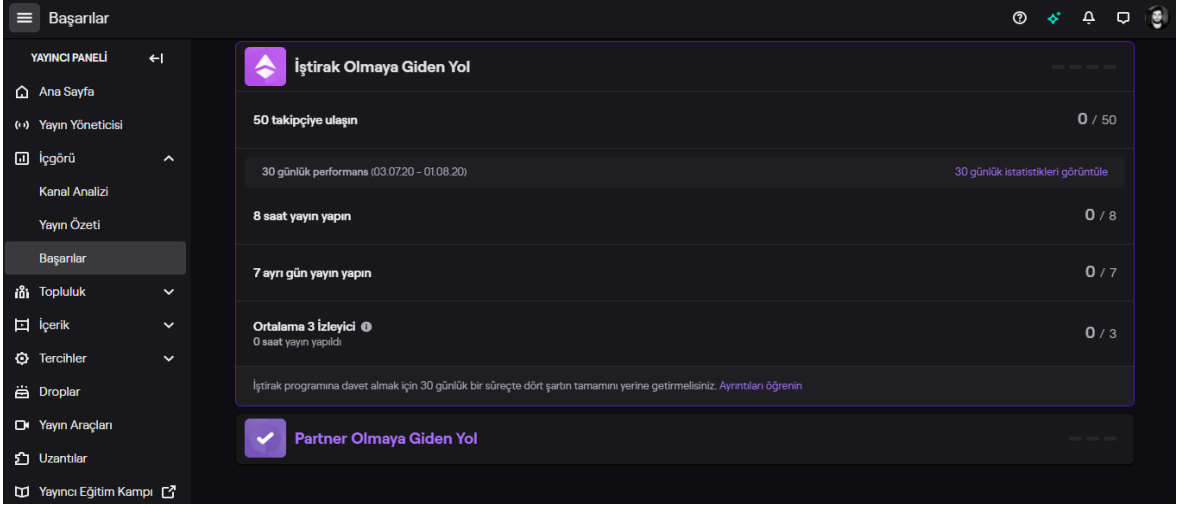 Başarılar
YAYINCI PANELİ
Ana Sayfa
Yayın Yöneticisi
İçgörü
Kanal Analizi
Yayın Özeti
Başarılar
Topluluk
İçerik
Tercihler
Droplar
Yayın Araçları
Uzantılar
Yayıncı Eğitim Kampı
İştirak Olmaya Giden Yol
50 takipçiye ulaşın 0 / 50
30 günlük performans (03.07.20 - 01.08.20) 30 günlük istatistikleri görüntüle
8 saat yayın yapın 0 / 8
7 ayrı gün yayın yapın 0 / 7
Ortalama 3 İzleyici 0 / 3
0 saat yayın yapıldı
İştirak programına davet almak için 30 günlük bir süreçte dört şartın tamamını yerine getirmelisiniz. Ayrıntıları öğrenin
Partner Olmaya Giden Yol